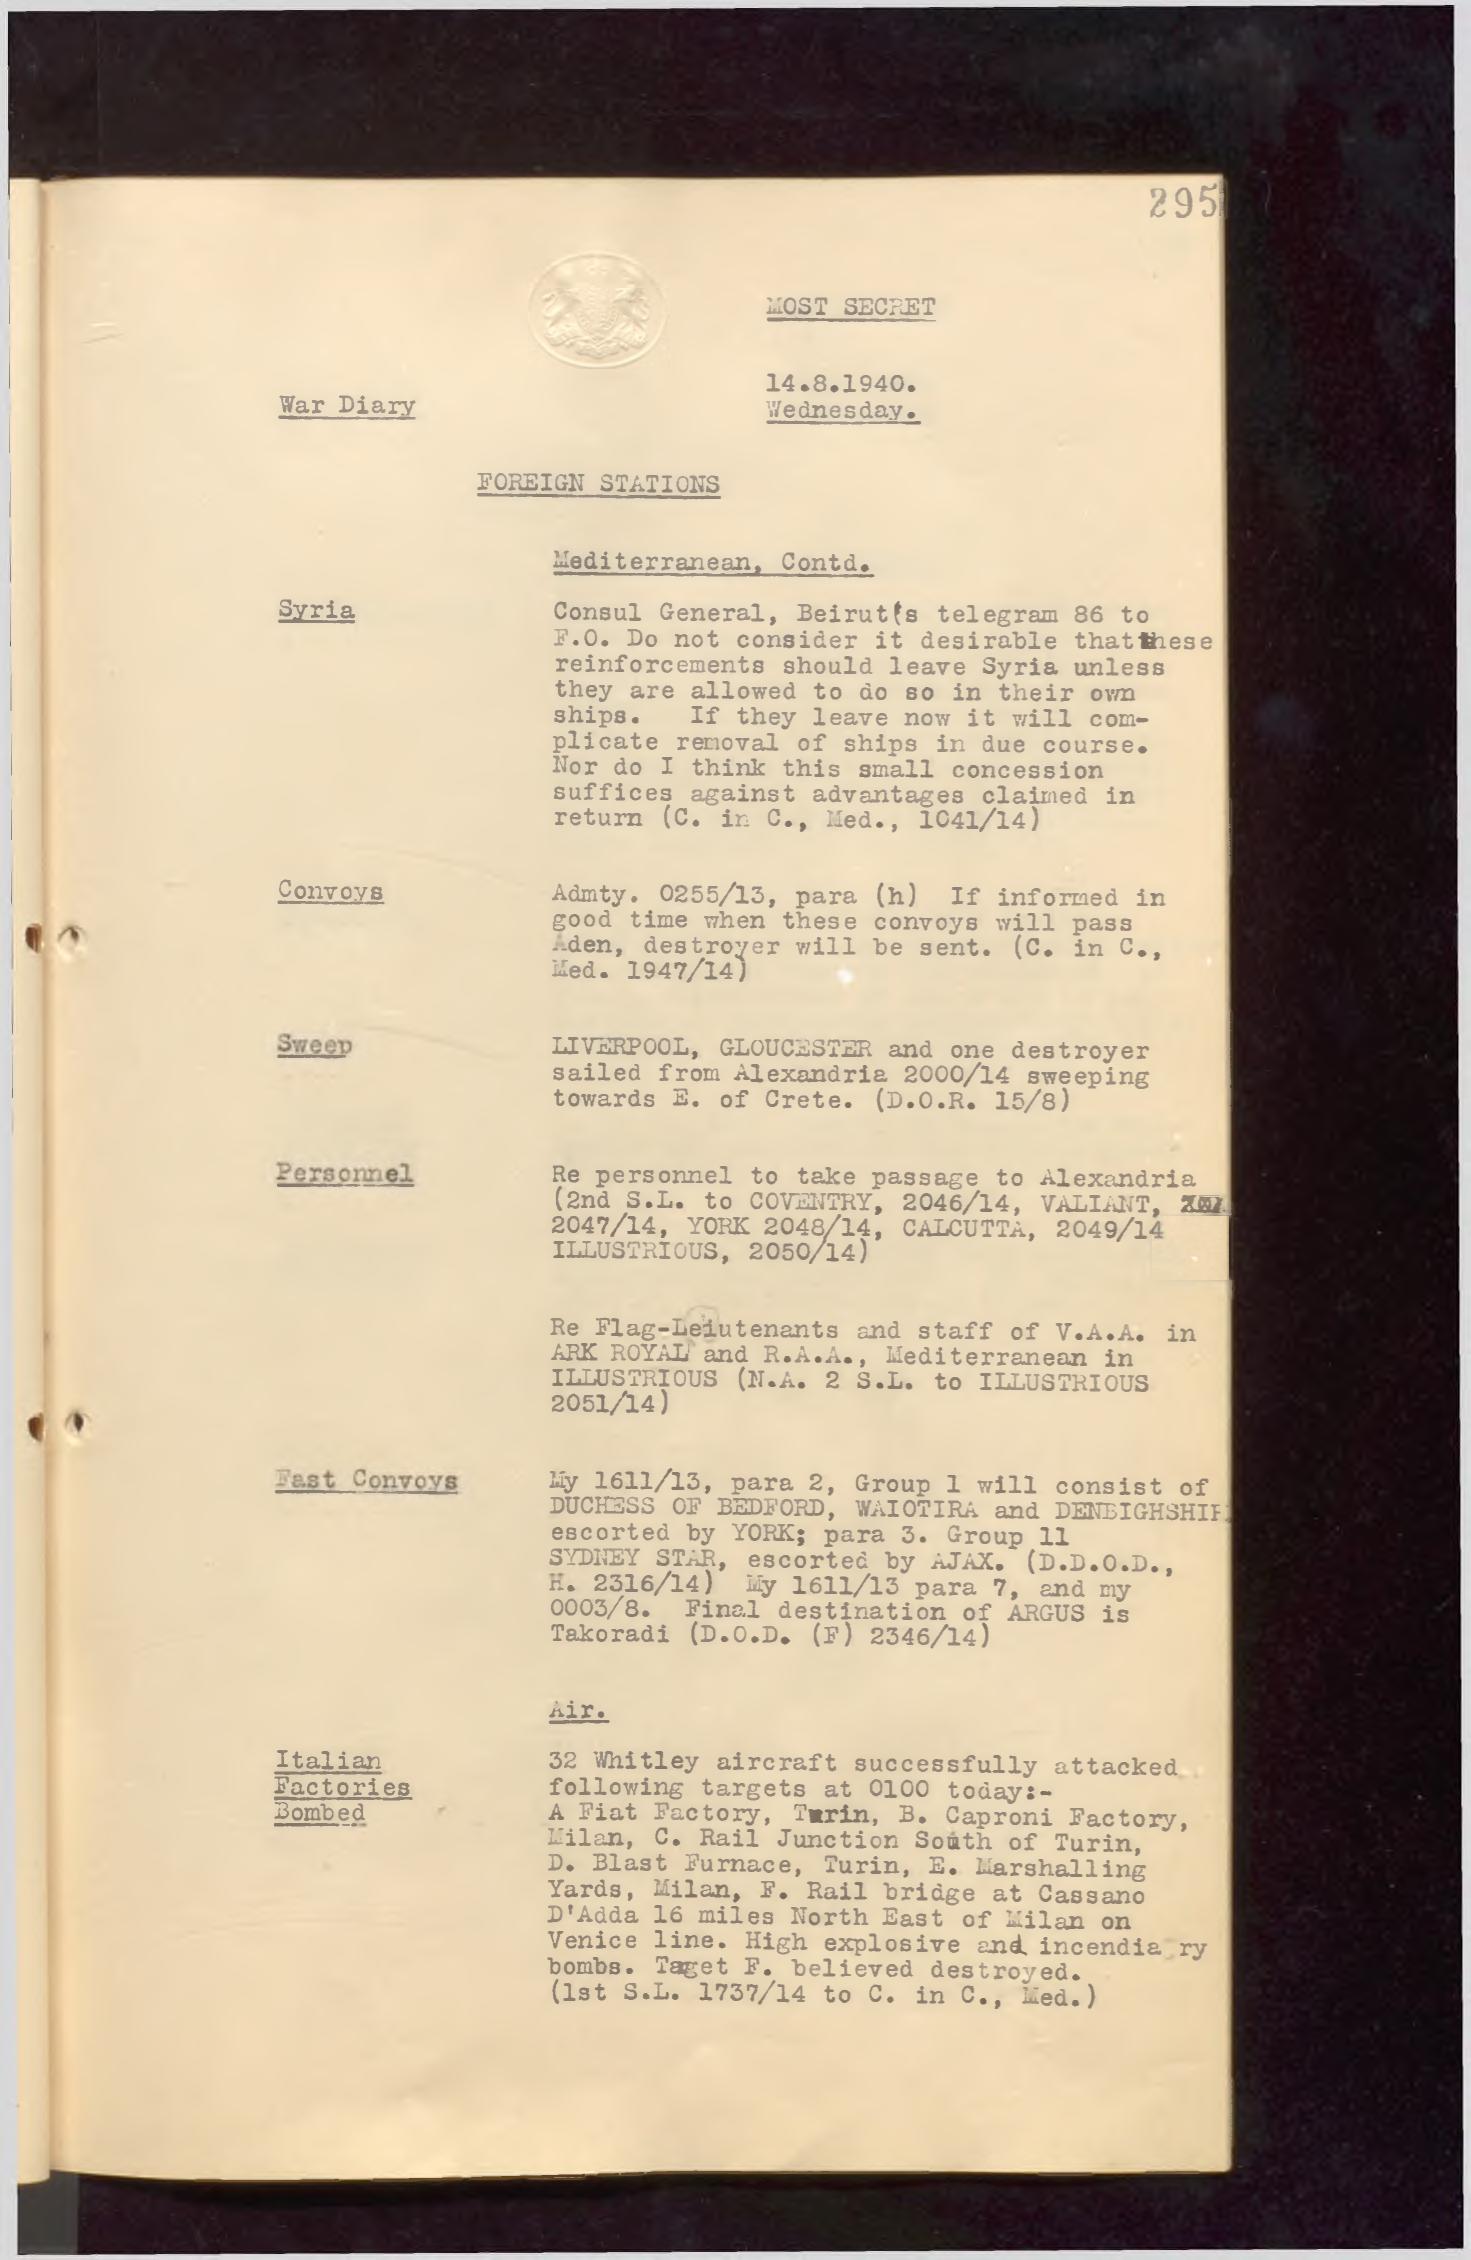 295
MOST SECRET
14.8.1940.
War Diary
Wednesday.
FOREIGN STATIONS
Mediterranean, Contd.
Syria
Consul General, Beirut's telegram 86 to
F.O. Do not consider it desirable that these
reinforcements should leave Syria unless
they are allowed to do so in their own
ships. If they leave now it will com-
plicate removal of ships in due course.
Nor do I think this small concession
suffices against advantages claimed in
return (C. in C., Med., 1041/14)
Convoys
Admty. 0255/13, para (h) If informed in
good time when these convoys will pass
Aden, destroyer will be sent. (C. in C.,
Med. 1947/14)
Sweep
LIVERPOOL, GLOUCESTER and one destroyer
sailed from Alexandria 2000/14 sweeping
towards E. of Crete. (D.O.R. 15/8)
Personnel
Re personnel to take passage to Alexandria
(2nd S.L. to COVENTRY, 2046/14, VALIANT,
2047/14, YORK 2048/14, CALCUTTA, 2049/14
ILLUSTRIOUS, 2050/14)
Re Flag-Leiutenants and staff of V.A.A. in
ARK ROYAL and R.A.A., Mediterranean in
ILLUSTRIOUS (N.A. 2 S.L. to ILLUSTRIOUS
2051/14)
Fast Convoys
My 1611/13, para 2, Group 1 will consist of
DUCHESS OF BEDFORD, WAIOTIRA and DENBIGHSHIR
escorted by YORK; para 3. Group 11
SYDNEY STAR, escorted by AJAX. (D.D.O.D.,
H. 2316/14) My 1611/13 para 7, and my
0003/8. Final destination of ARGUS is
Takoradi (D.O.D. (F) 2346/14)
Air.
Italian
Factories
Bombed
32 Whitley aircraft successfully attacked
following targets at 0100 today:-
A Fiat Factory, Turin, B. Caproni Factory,
Milan, C. Rail Junction South of Turin,
D. Blast Furnace, Turin, E. Marshalling
Yards, Milan, F. Rail bridge at Cassano
D'Adda 16 miles North East of Milan on
Venice line. High explosive and incendia ry
bombs. Taget F. believed destroyed.
(1st S.L. 1737/14 to C. in C., Med.)